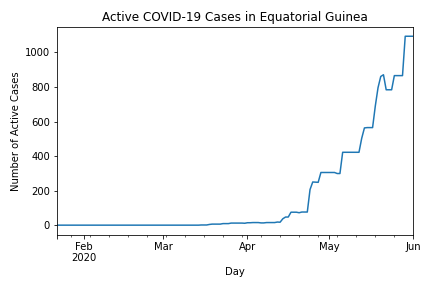 Active COVID-19 Cases in Equatorial Guinea
Number of Active Cases
1000
800
600
400
200
0
Feb Mar Apr May Jun
2020
Day